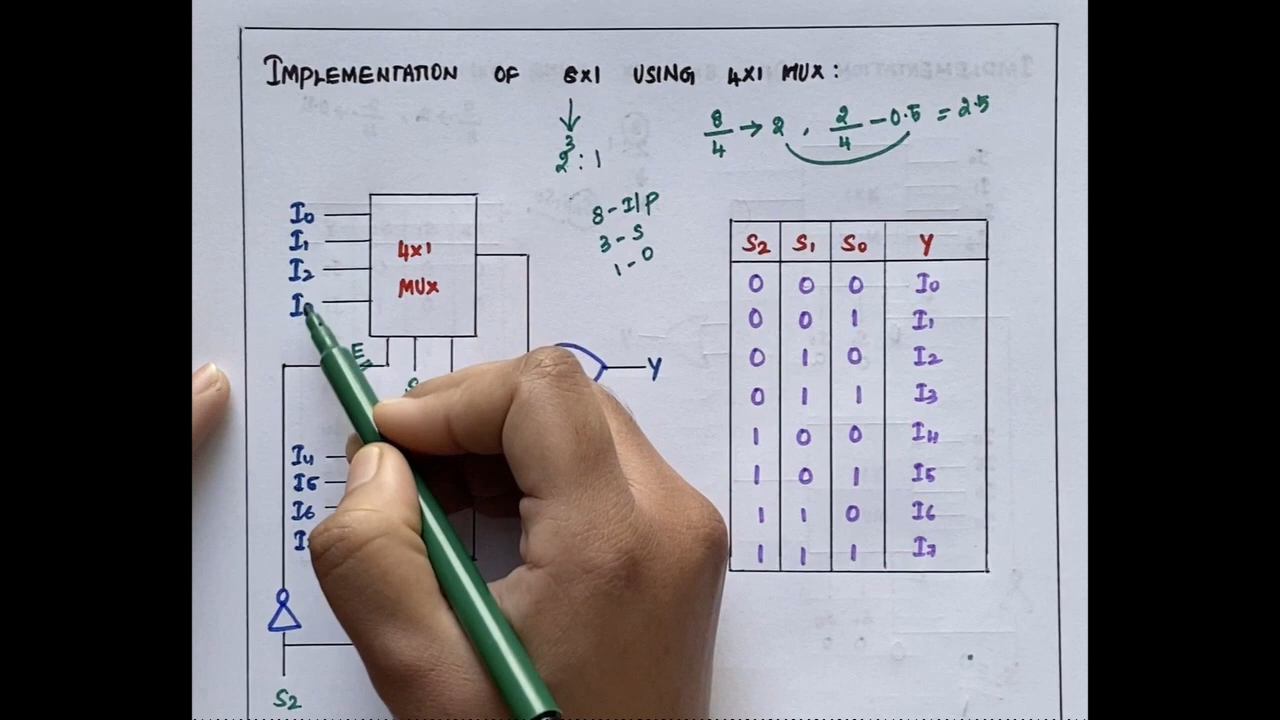 IMPLEMENTATION OF 8X1 USING 4X1 MUX:
8/4 → 2 , 2/4 - 0.5 = 2.5
2³ : 1
8 - I/P
3 - S
1 - O
I0
I1
I2
4x1
MUX
E
Y
I4
I5
I6
S2
S2 S1 S0 Y
0 0 0 I0
0 0 1 I1
0 1 0 I2
0 1 1 I3
1 0 0 I4
1 0 1 I5
1 1 0 I6
1 1 1 I7